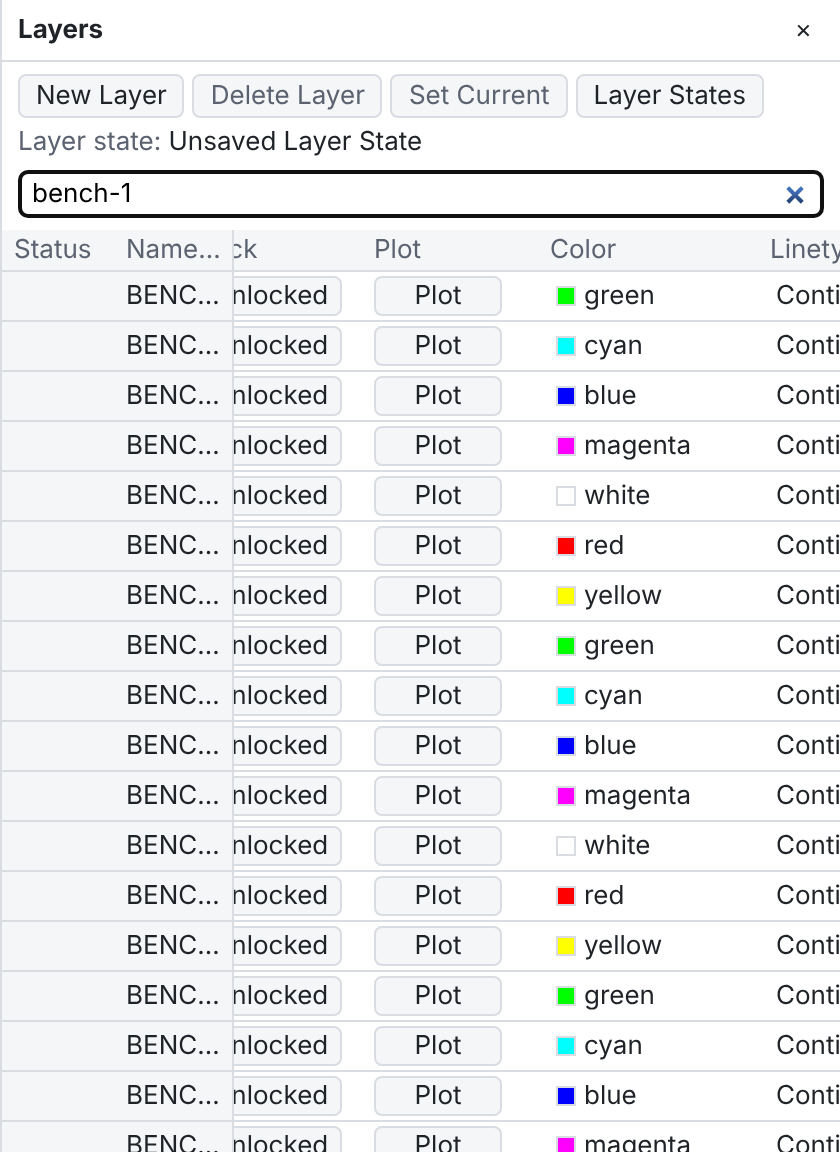 Layers ×
New Layer Delete Layer Set Current Layer States
Layer state: Unsaved Layer State
bench-1 ×
Status Name... ck Plot Color Linety
BENC... nlocked Plot green Conti
BENC... nlocked Plot cyan Conti
BENC... nlocked Plot blue Conti
BENC... nlocked Plot magenta Conti
BENC... nlocked Plot white Conti
BENC... nlocked Plot red Conti
BENC... nlocked Plot yellow Conti
BENC... nlocked Plot green Conti
BENC... nlocked Plot cyan Conti
BENC... nlocked Plot blue Conti
BENC... nlocked Plot magenta Conti
BENC... nlocked Plot white Conti
BENC... nlocked Plot red Conti
BENC... nlocked Plot yellow Conti
BENC... nlocked Plot green Conti
BENC... nlocked Plot cyan Conti
BENC... nlocked Plot blue Conti
BENC... nlocked Plot magenta Conti